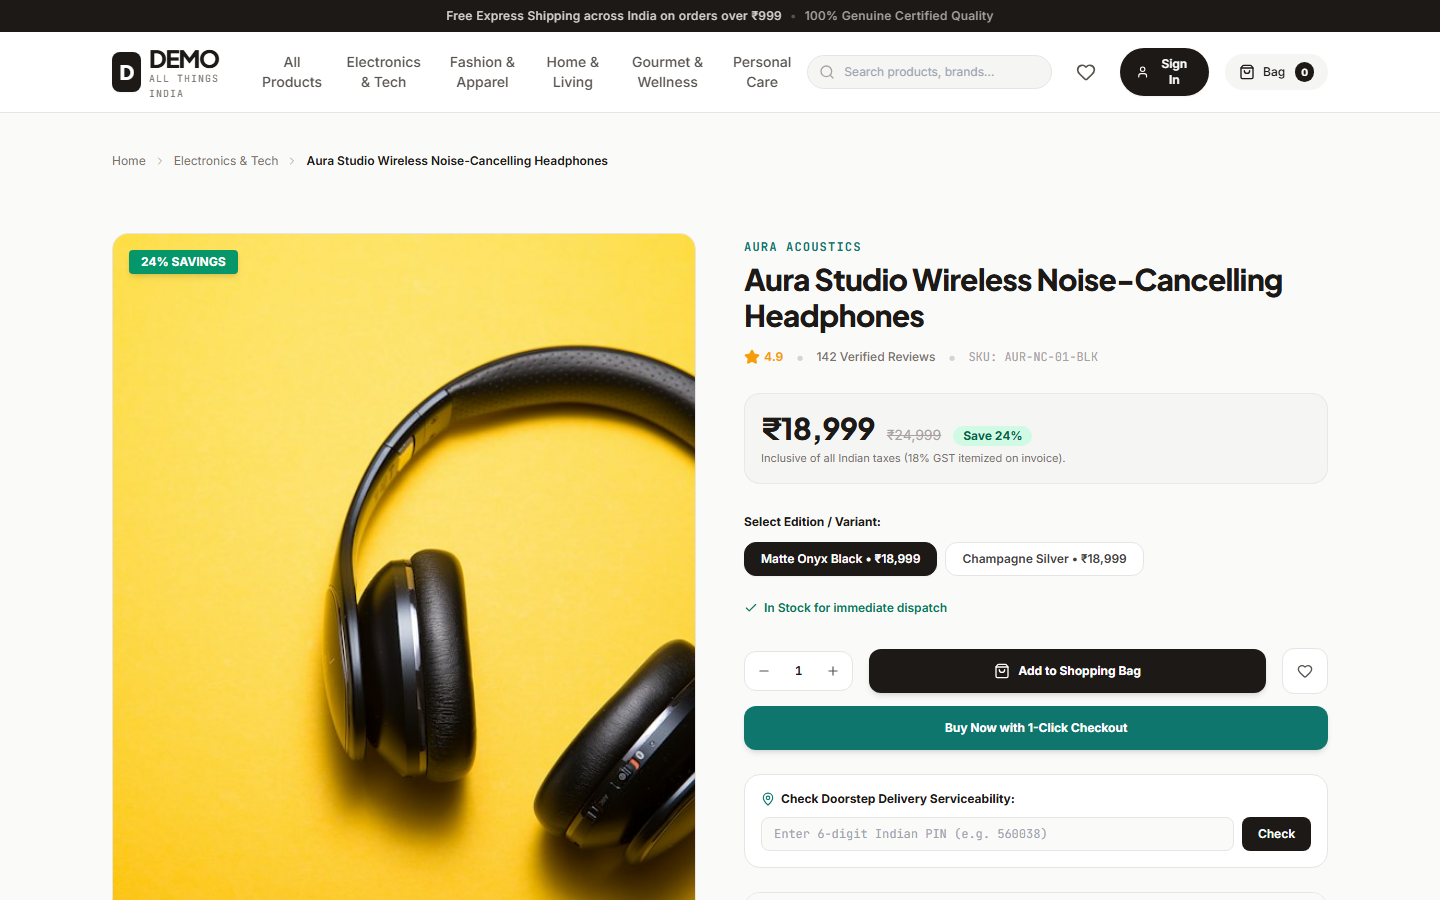 Free Express Shipping across India on orders over ₹999 • 100% Genuine Certified Quality
D
DEMO
ALL THINGS
INDIA
All
Products
Electronics
& Tech
Fashion &
Apparel
Home &
Living
Gourmet &
Wellness
Personal
Care
Search products, brands...
Sign
In
Bag 0
Home > Electronics & Tech > Aura Studio Wireless Noise-Cancelling Headphones
24% SAVINGS
AURA ACOUSTICS
Aura Studio Wireless Noise-Cancelling
Headphones
4.9 • 142 Verified Reviews • SKU: AUR-NC-01-BLK
₹18,999 ₹24,999 Save 24%
Inclusive of all Indian taxes (18% GST itemized on invoice).
Select Edition / Variant:
Matte Onyx Black • ₹18,999
Champagne Silver • ₹18,999
In Stock for immediate dispatch
1
Add to Shopping Bag
Buy Now with 1-Click Checkout
Check Doorstep Delivery Serviceability:
Enter 6-digit Indian PIN (e.g. 560038)
Check